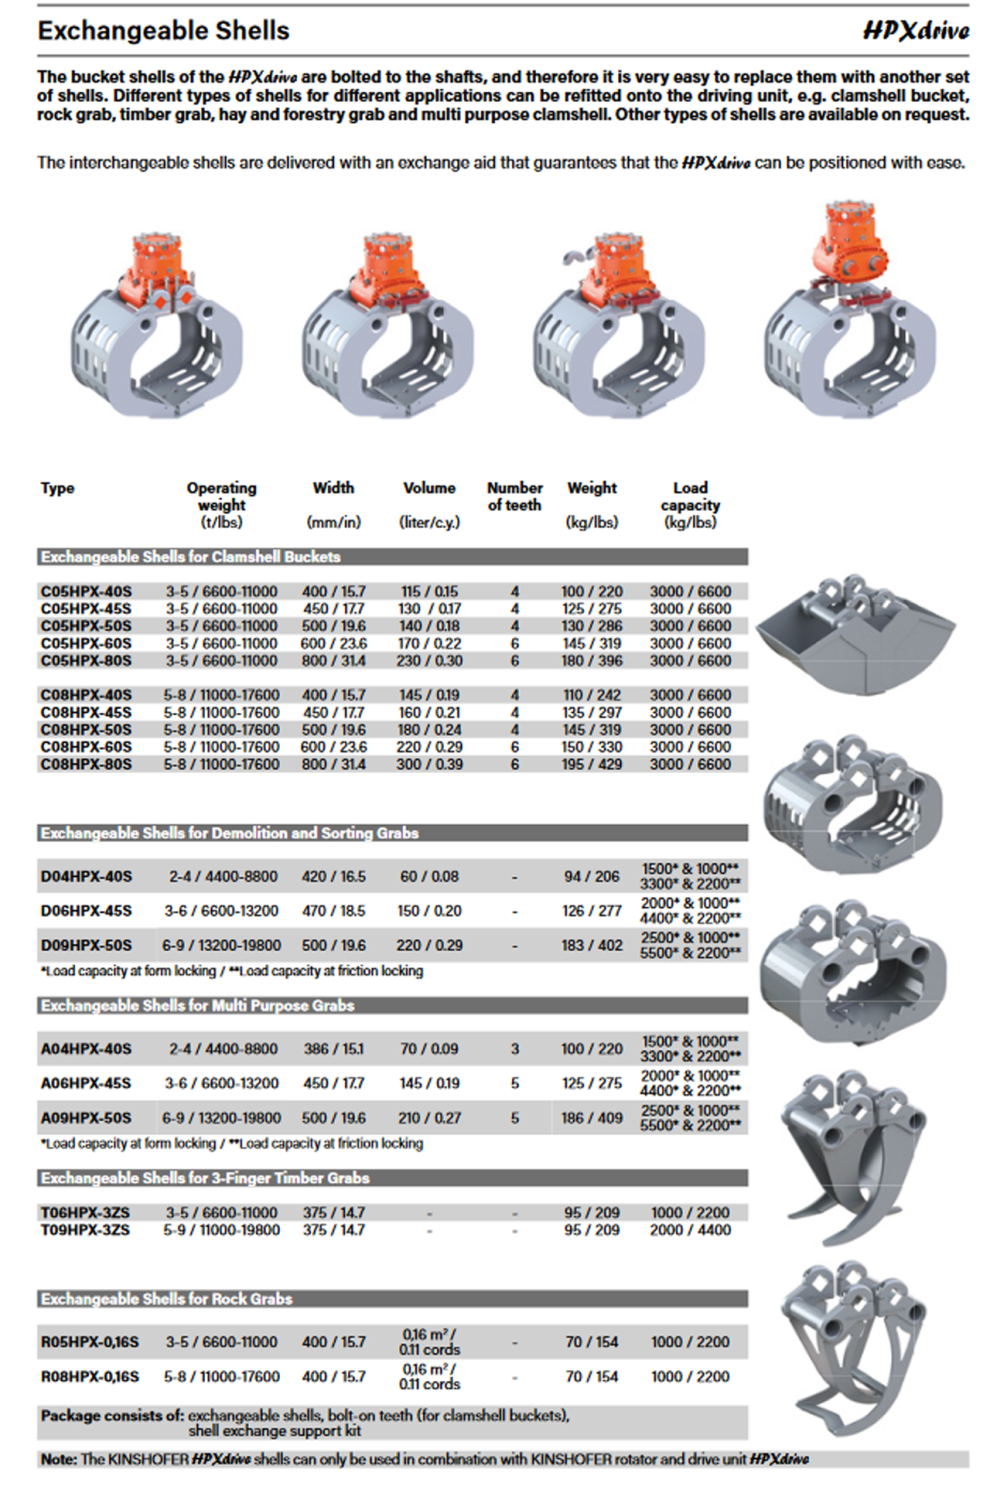 Exchangeable Shells
HPXdrive
The bucket shells of the HPXdrive are bolted to the shafts, and therefore it is very easy to replace them with another set
of shells. Different types of shells for different applications can be refitted onto the driving unit, e.g. clamshell bucket,
rock grab, timber grab, hay and forestry grab and multi purpose clamshell. Other types of shells are available on request.
The interchangeable shells are delivered with an exchange aid that guarantees that the HPXdrive can be positioned with ease.
Type Operating Width Volume Number Weight Load
weight of teeth capacity
(t/lbs) (mm/in) (liter/c.y.) (kg/lbs) (kg/lbs)
Exchangeable Shells for Clamshell Buckets
C05HPX-40S 3-5 / 6600-11000 400 / 15.7 115 / 0.15 4 100 / 220 3000 / 6600
C05HPX-45S 3-5 / 6600-11000 450 / 17.7 130 / 0.17 4 125 / 275 3000 / 6600
C05HPX-50S 3-5 / 6600-11000 500 / 19.6 140 / 0.18 4 130 / 286 3000 / 6600
C05HPX-60S 3-5 / 6600-11000 600 / 23.6 170 / 0.22 6 145 / 319 3000 / 6600
C05HPX-80S 3-5 / 6600-11000 800 / 31.4 230 / 0.30 6 180 / 396 3000 / 6600
C08HPX-40S 5-8 / 11000-17600 400 / 15.7 145 / 0.19 4 110 / 242 3000 / 6600
C08HPX-45S 5-8 / 11000-17600 450 / 17.7 160 / 0.21 4 135 / 297 3000 / 6600
C08HPX-50S 5-8 / 11000-17600 500 / 19.6 180 / 0.24 4 145 / 319 3000 / 6600
C08HPX-60S 5-8 / 11000-17600 600 / 23.6 220 / 0.29 6 150 / 330 3000 / 6600
C08HPX-80S 5-8 / 11000-17600 800 / 31.4 300 / 0.39 6 195 / 429 3000 / 6600
Exchangeable Shells for Demolition and Sorting Grabs
D04HPX-40S 2-4 / 4400-8800 420 / 16.5 60 / 0.08 - 94 / 206 1500* & 1000**
3300* & 2200**
D06HPX-45S 3-6 / 6600-13200 470 / 18.5 150 / 0.20 - 126 / 277 2000* & 1000**
4400* & 2200**
D09HPX-50S 6-9 / 13200-19800 500 / 19.6 220 / 0.29 - 183 / 402 2500* & 1000**
5500* & 2200**
*Load capacity at form locking / **Load capacity at friction locking
Exchangeable Shells for Multi Purpose Grabs
A04HPX-40S 2-4 / 4400-8800 386 / 15.1 70 / 0.09 3 100 / 220 1500* & 1000**
3300* & 2200**
A06HPX-45S 3-6 / 6600-13200 450 / 17.7 145 / 0.19 5 125 / 275 2000* & 1000**
4400* & 2200**
A09HPX-50S 6-9 / 13200-19800 500 / 19.6 210 / 0.27 5 186 / 409 2500* & 1000**
5500* & 2200**
*Load capacity at form locking / **Load capacity at friction locking
Exchangeable Shells for 3-Finger Timber Grabs
T06HPX-3ZS 3-5 / 6600-11000 375 / 14.7 - - 95 / 209 1000 / 2200
T09HPX-3ZS 5-9 / 11000-19800 375 / 14.7 - - 95 / 209 2000 / 4400
Exchangeable Shells for Rock Grabs
R05HPX-0,16S 3-5 / 6600-11000 400 / 15.7 0,16 m² / - 70 / 154 1000 / 2200
0.11 cords
R08HPX-0,16S 5-8 / 11000-17600 400 / 15.7 0,16 m² / - 70 / 154 1000 / 2200
0.11 cords
Package consists of: exchangeable shells, bolt-on teeth (for clamshell buckets),
shell exchange support kit
Note: The KINSHOFER HPXdrive shells can only be used in combination with KINSHOFER rotator and drive unit HPXdrive